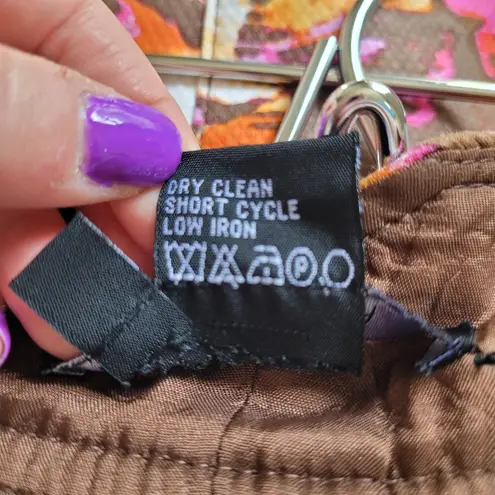 DRY CLEAN
SHORT CYCLE
LOW IRON
P